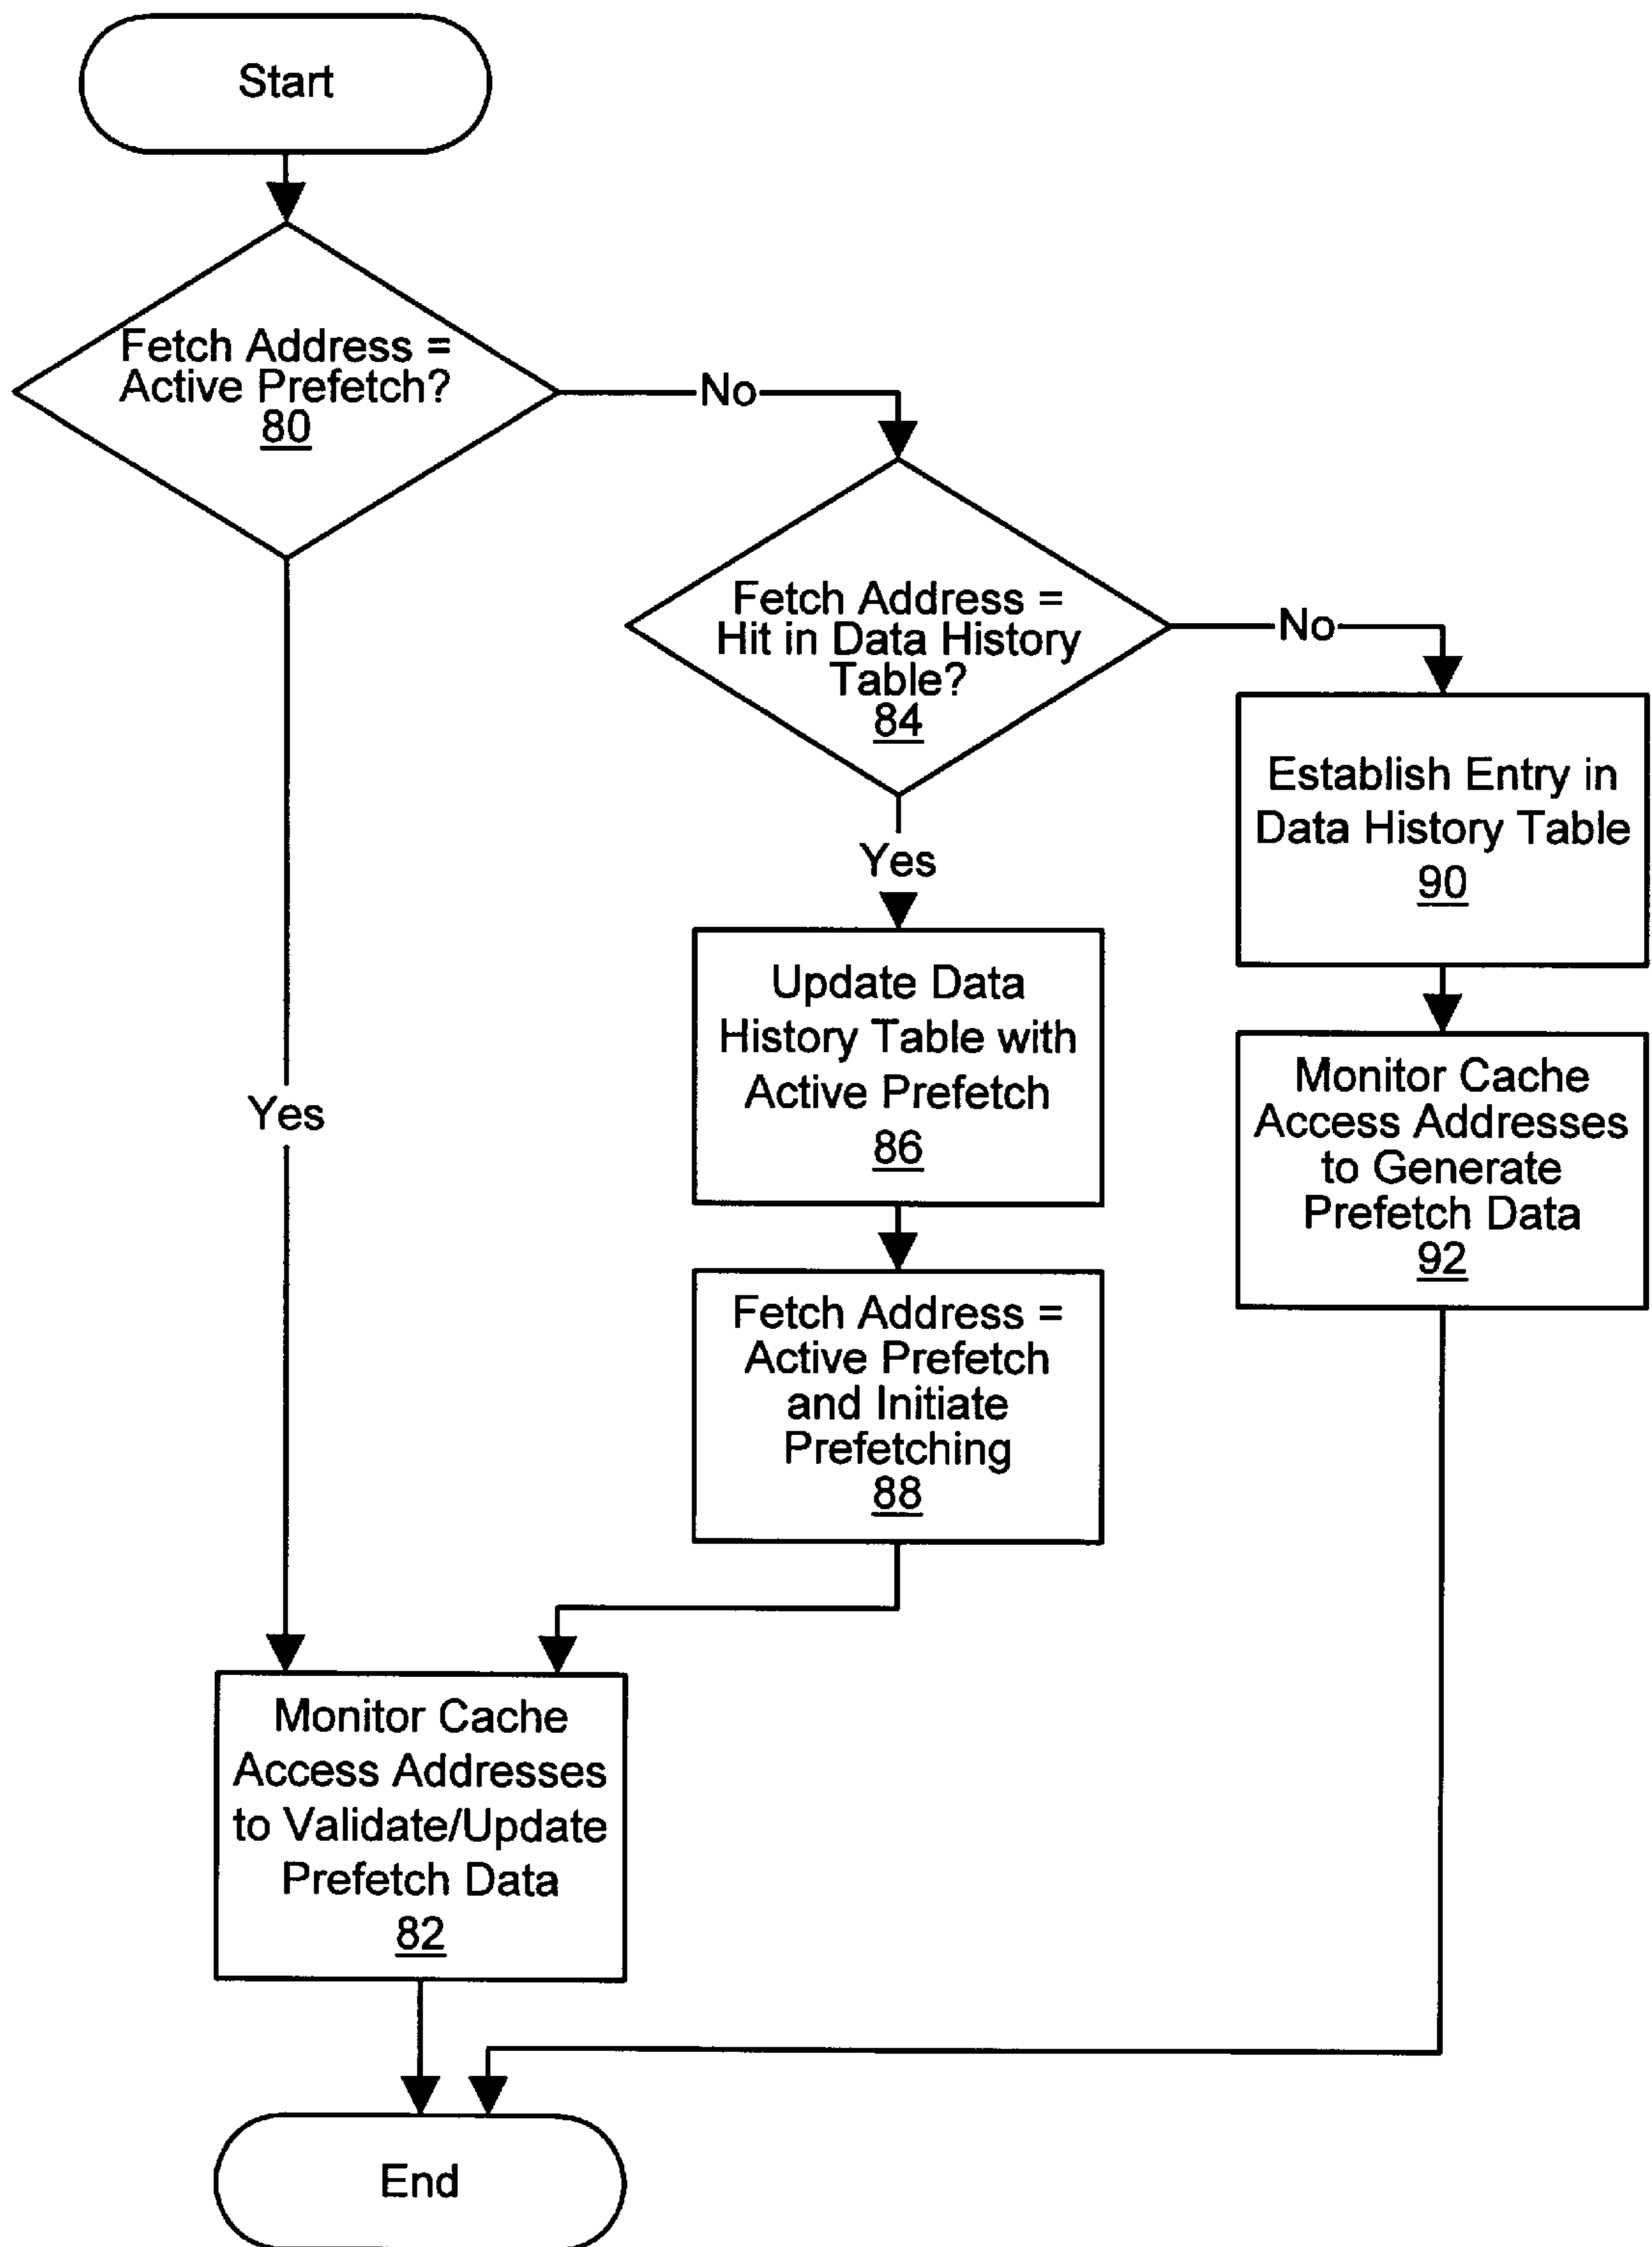 Start
Fetch Address =
Active Prefetch?
80
No
Fetch Address =
Hit in Data History
Table?
84
No
Yes
Establish Entry in
Data History Table
90
Update Data
History Table with
Active Prefetch
86
Monitor Cache
Access Addresses
to Generate
Prefetch Data
92
Yes
Fetch Address =
Active Prefetch
and Initiate
Prefetching
88
Monitor Cache
Access Addresses
to Validate/Update
Prefetch Data
82
End